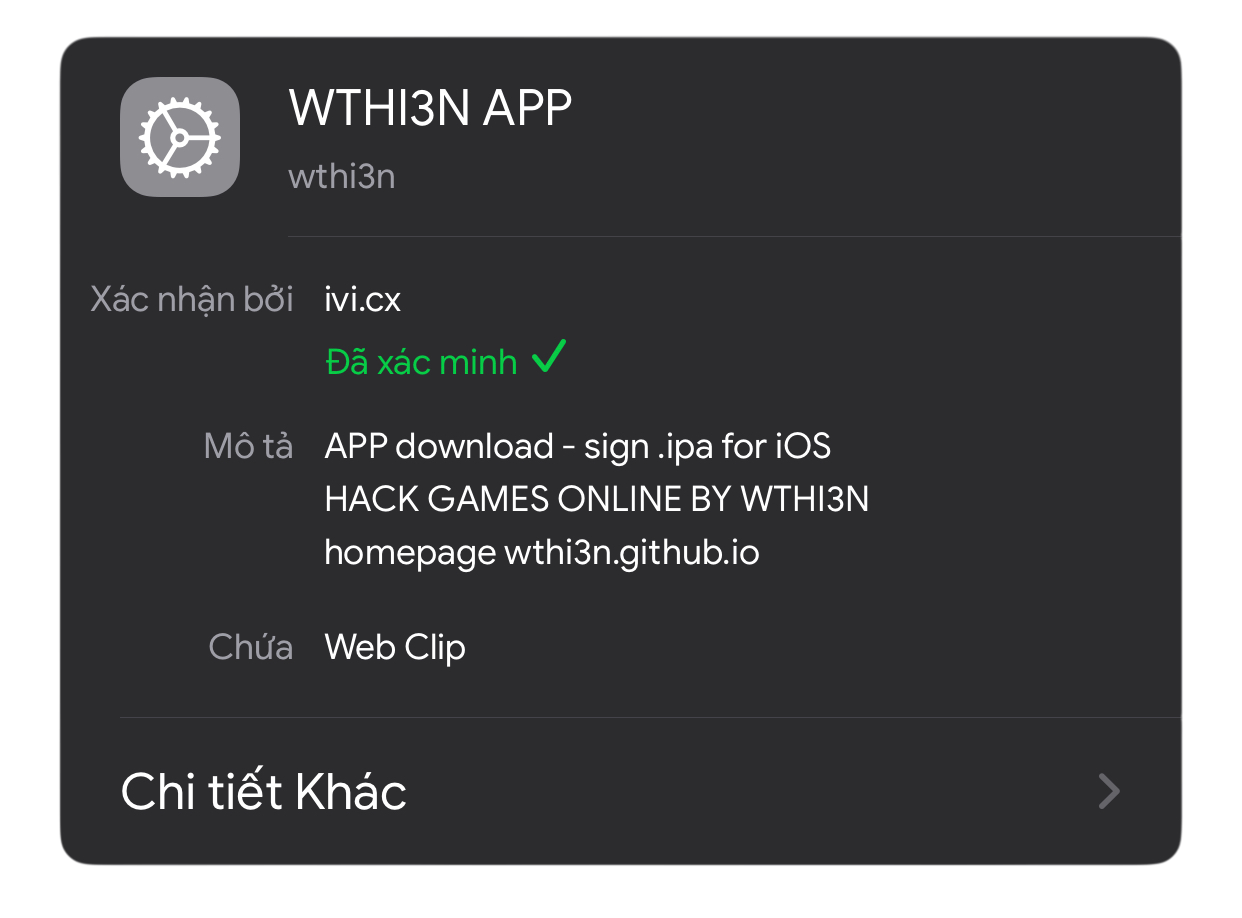 WTHI3N APP
wthi3n
Xác nhận bởi ivi.cx
Đã xác minh
Mô tả APP download - sign .ipa for iOS
HACK GAMES ONLINE BY WTHI3N
homepage wthi3n.github.io
Chứa Web Clip
Chi tiết Khác